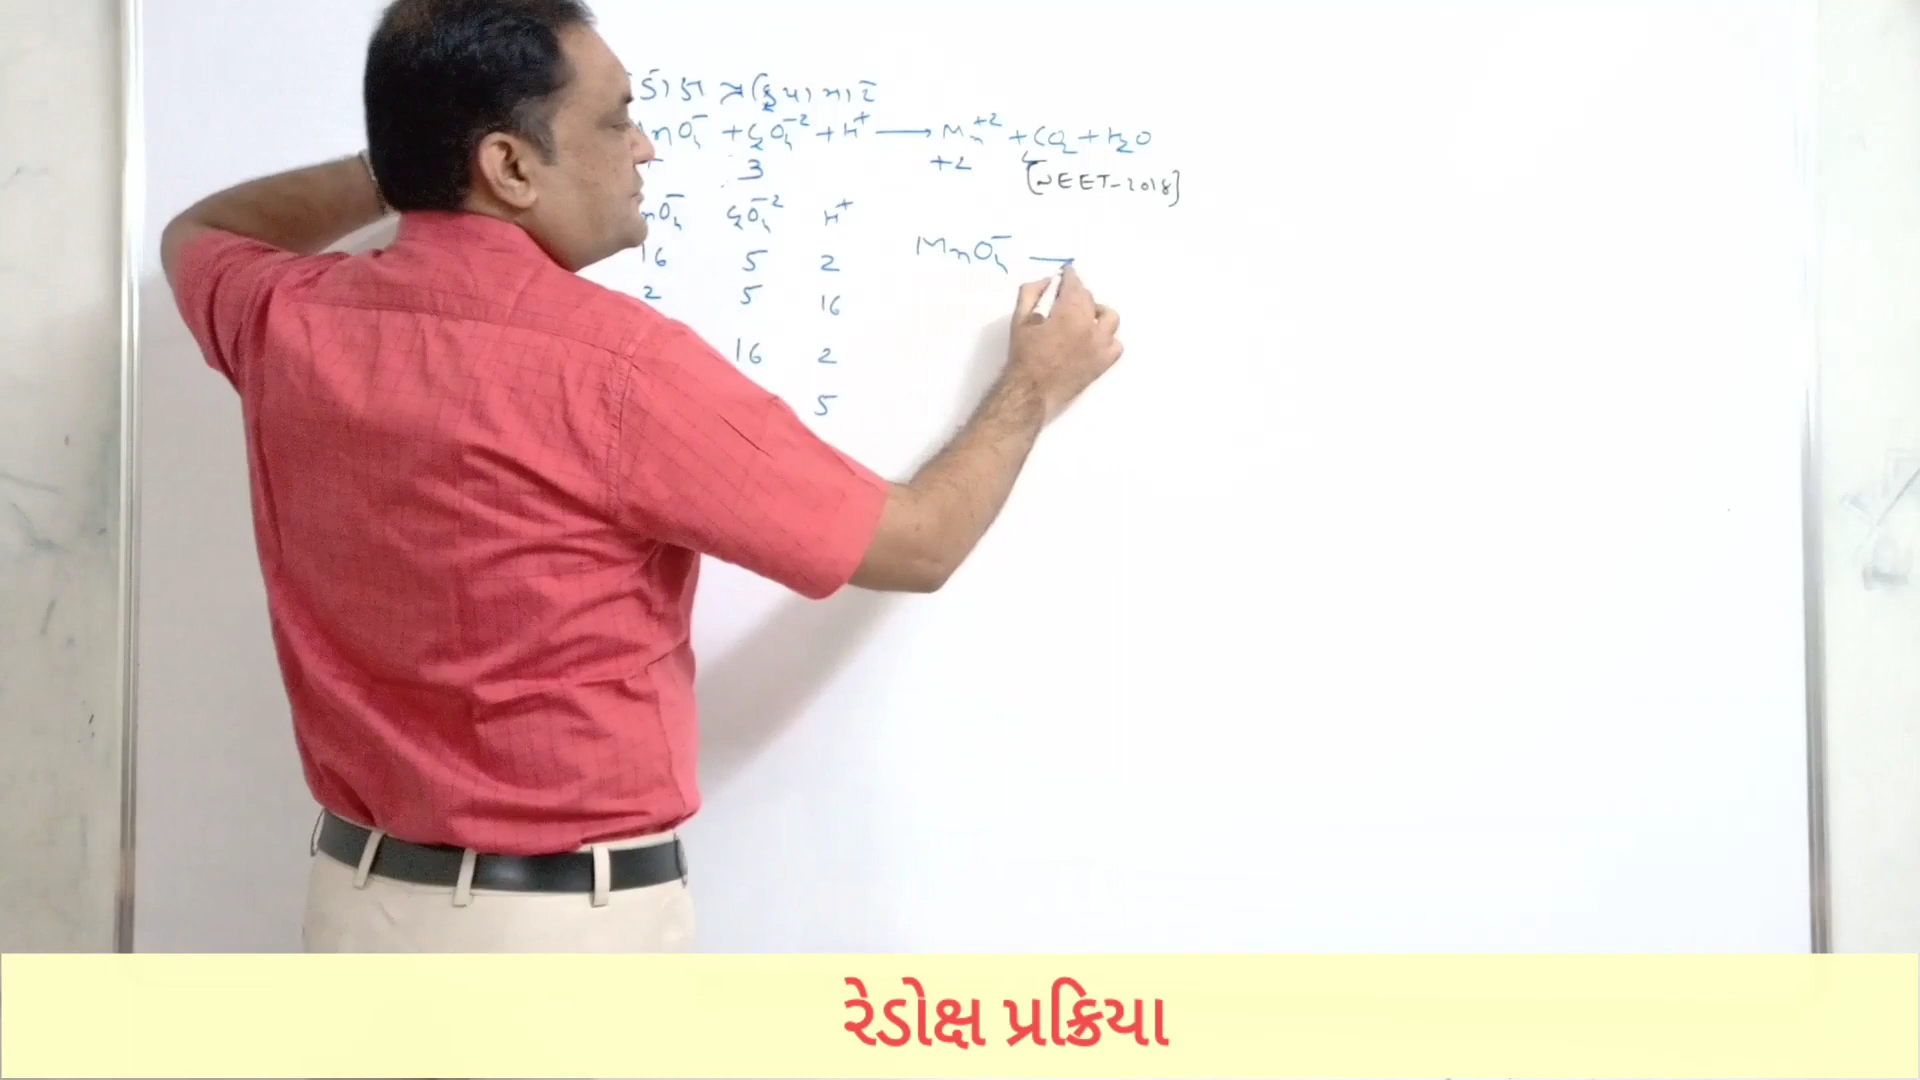 ડોક્ષ પ્રક્રિયા માટે
MnO₄⁻ + C₂O₄⁻² + H⁺ ⟶ Mn⁺² + CO₂ + H₂O
3 +2 [NEET-2018]
nO₄⁻ C₂O₄⁻² H⁺
16 5 2
MnO₄⁻ —
2 5 16
16 2
5
રેડોક્ષ પ્રક્રિયા